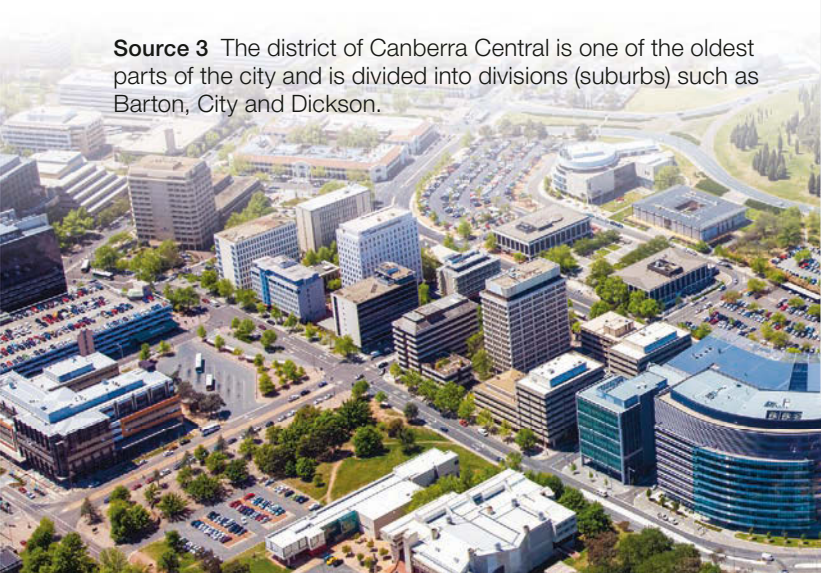 Source 3 The district of Canberra Central is one of the oldest
parts of the city and is divided into divisions (suburbs) such as
Barton, City and Dickson.